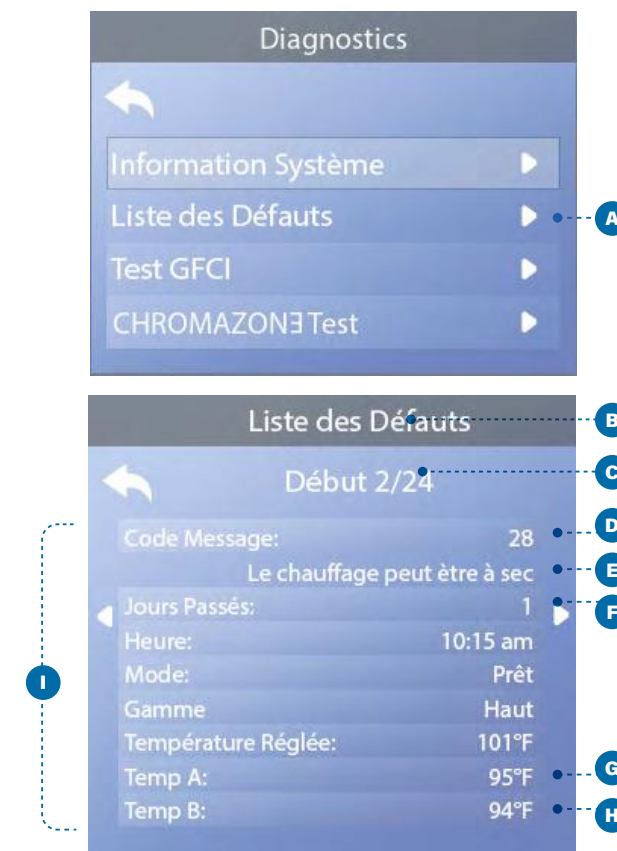 Diagnostics
Information Système
Liste des Défauts
A
Test GFCI
CHROMAZONƎ Test
Liste des Défauts
B
Début 2/24
C
Code Message: 28
D
Le chauffage peut ètre à sec
E
Jours Passés: 1
F
Heure: 10:15 am
Mode: Prêt
I
Gamme Haut
Température Réglée: 101°F
Temp A: 95°F
G
Temp B: 94°F
H